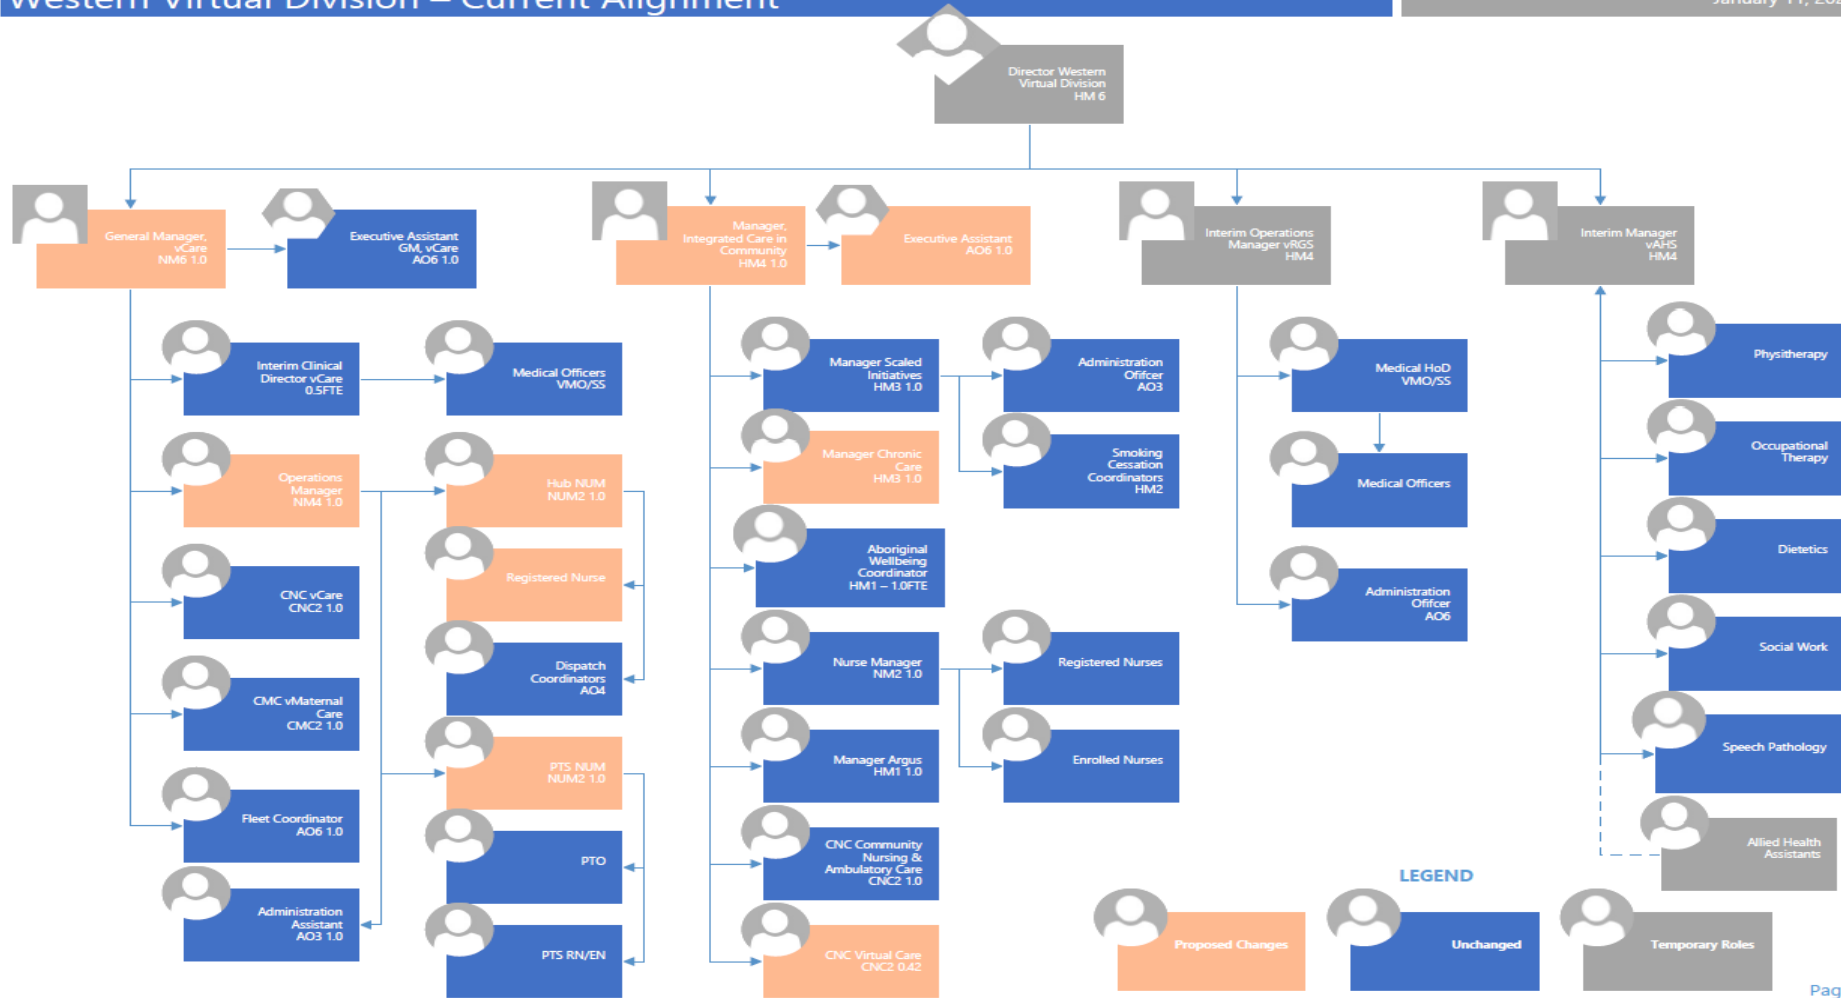 Western Virtual Division – Current Alignment
January 11, 202
Director Western
Virtual Division
HM 6
General Manager,
vCare
NM6 1.0
Executive Assistant
GM, vCare
AO6 1.0
Manager,
Integrated Care in
Community
HM4 1.0
Executive Assistant
AO6 1.0
Interim Operations
Manager vRGS
HM4
Interim Manager
vAHS
HM4
Interim Clinical
Director vCare
0.5FTE
Medical Officers
VMO/SS
Operations
Manager
NM4 1.0
Hub NUM
NUM2 1.0
Registered Nurse
CNC vCare
CNC2 1.0
Dispatch
Coordinators
AO4
CMC vMaternal
Care
CMC2 1.0
PTS NUM
NUM2 1.0
Fleet Coordinator
AO6 1.0
PTO
Administration
Assistant
AO3 1.0
PTS RN/EN
Manager Scaled
Initiatives
HM3 1.0
Administration
Ofifcer
AO3
Manager Chronic
Care
HM3 1.0
Smoking
Cessation
Coordinators
HM2
Aboriginal
Wellbeing
Coordinator
HM1 – 1.0FTE
Nurse Manager
NM2 1.0
Registered Nurses
Manager Argus
HM1 1.0
Enrolled Nurses
CNC Community
Nursing &
Ambulatory Care
CNC2 1.0
CNC Virtual Care
CNC2 0.42
Medical HoD
VMO/SS
Medical Officers
Administration
Ofifcer
AO6
Physitherapy
Occupational
Therapy
Dietetics
Social Work
Speech Pathology
Allied Health
Assistants
LEGEND
Proposed Changes
Unchanged
Temporary Roles
Pag